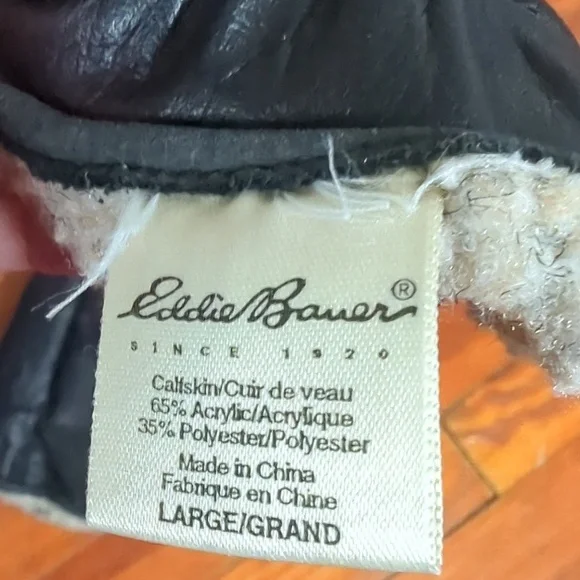 Eddie Bauer®
SINCE 1920
Calfskin/Cuir de veau
65% Acrylic/Acrylique
35% Polyester/Polyester
Made in China
Fabrique en Chine
LARGE/GRAND